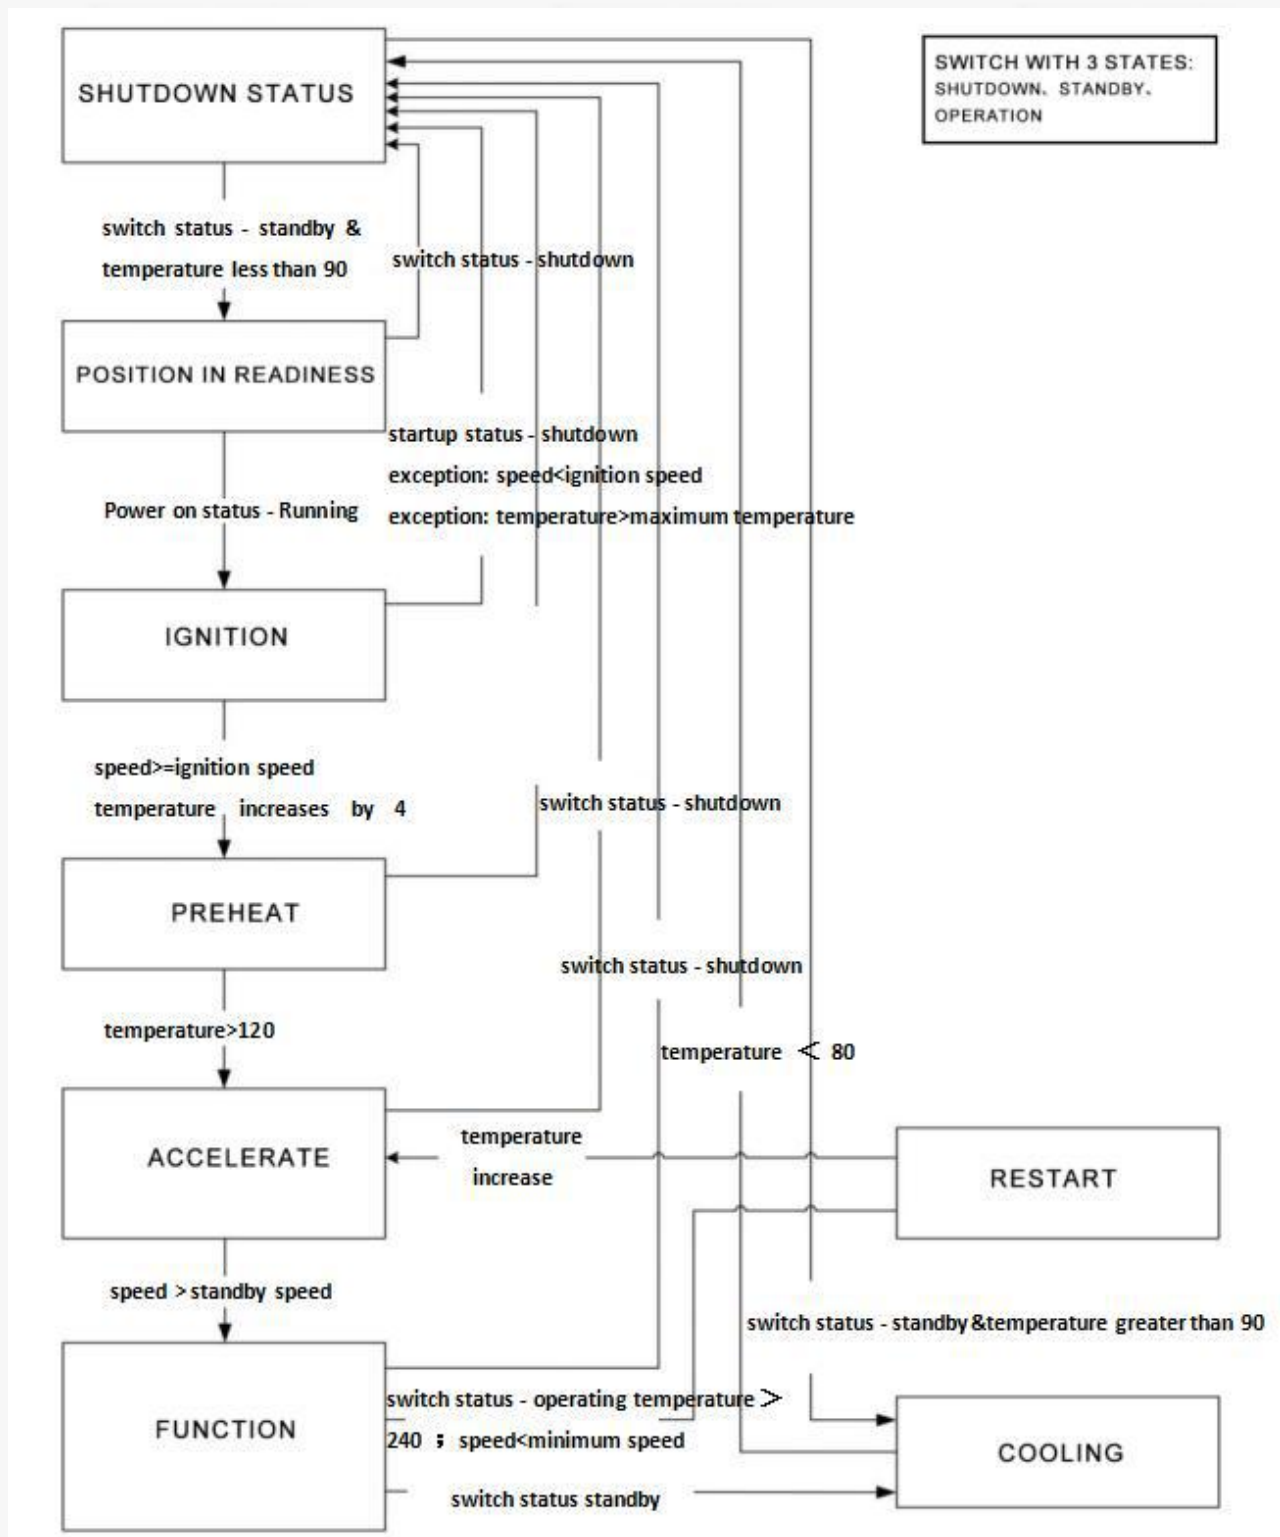 SHUTDOWN STATUS
SWITCH WITH 3 STATES:
SHUTDOWN、STANDBY、
OPERATION
switch status - standby &
temperature less than 90
switch status - shutdown
POSITION IN READINESS
startup status - shutdown
exception: speed<ignition speed
exception: temperature>maximum temperature
Power on status - Running
IGNITION
speed>=ignition speed
temperature increases by 4
switch status - shutdown
PREHEAT
switch status - shutdown
temperature>120
temperature < 80
ACCELERATE
temperature
increase
RESTART
speed >standby speed
switch status - standby&temperature greater than 90
FUNCTION
switch status - operating temperature >
240 ; speed<minimum speed
COOLING
switch status standby